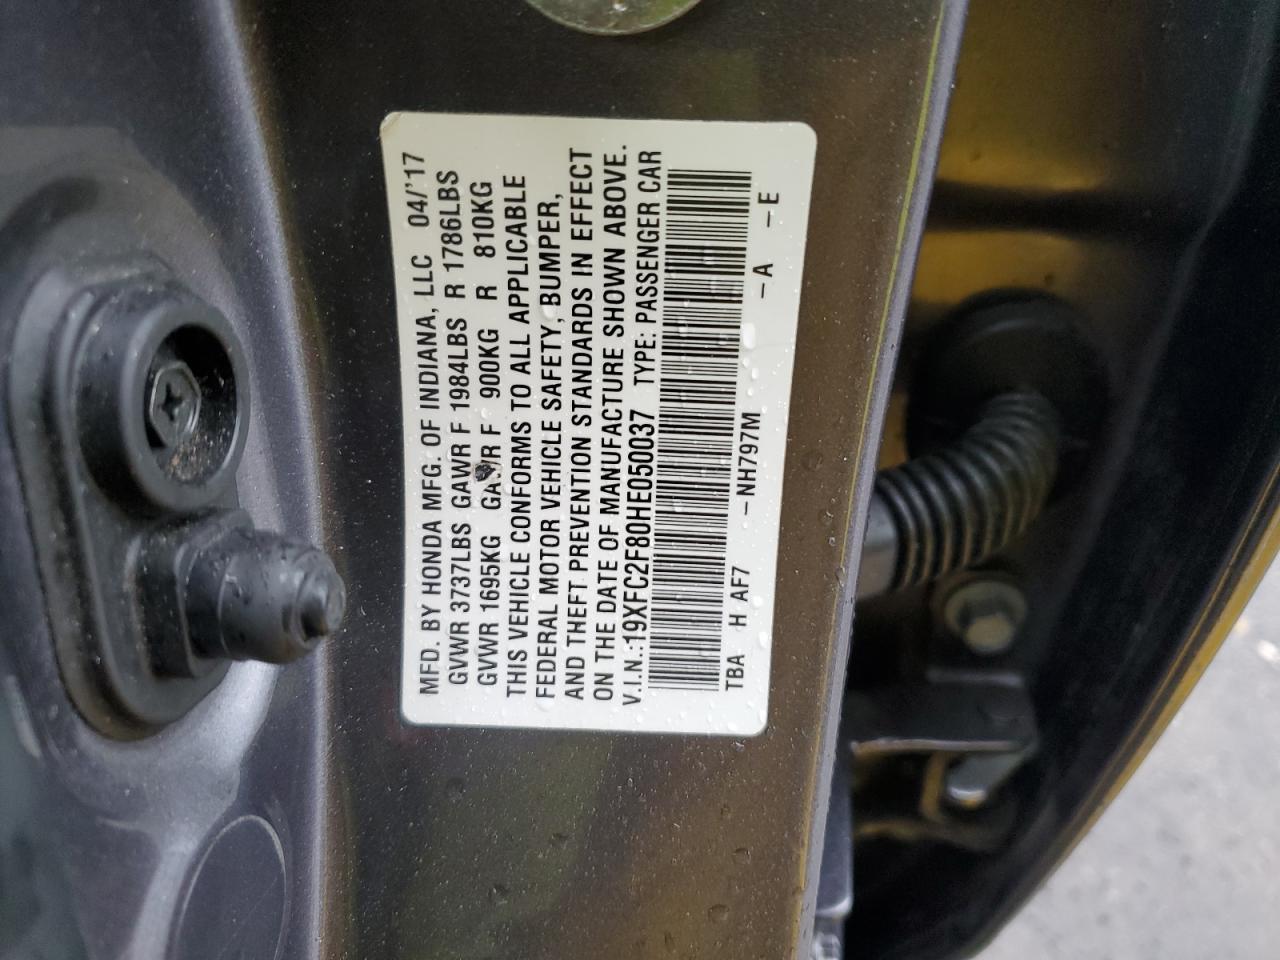 MFD. BY HONDA MFG. OF INDIANA, LLC 04/'17
GVWR 3737LBS GAWR F 1984LBS R 1786LBS
GVWR 1695KG GAWR F 900KG R 810KG
THIS VEHICLE CONFORMS TO ALL APPLICABLE
FEDERAL MOTOR VEHICLE SAFETY, BUMPER,
AND THEFT PREVENTION STANDARDS IN EFFECT
ON THE DATE OF MANUFACTURE SHOWN ABOVE.
V.I.N.:19XFC2F80HE050037 TYPE: PASSENGER CAR
TBA H AF7 -NH797M -A -E